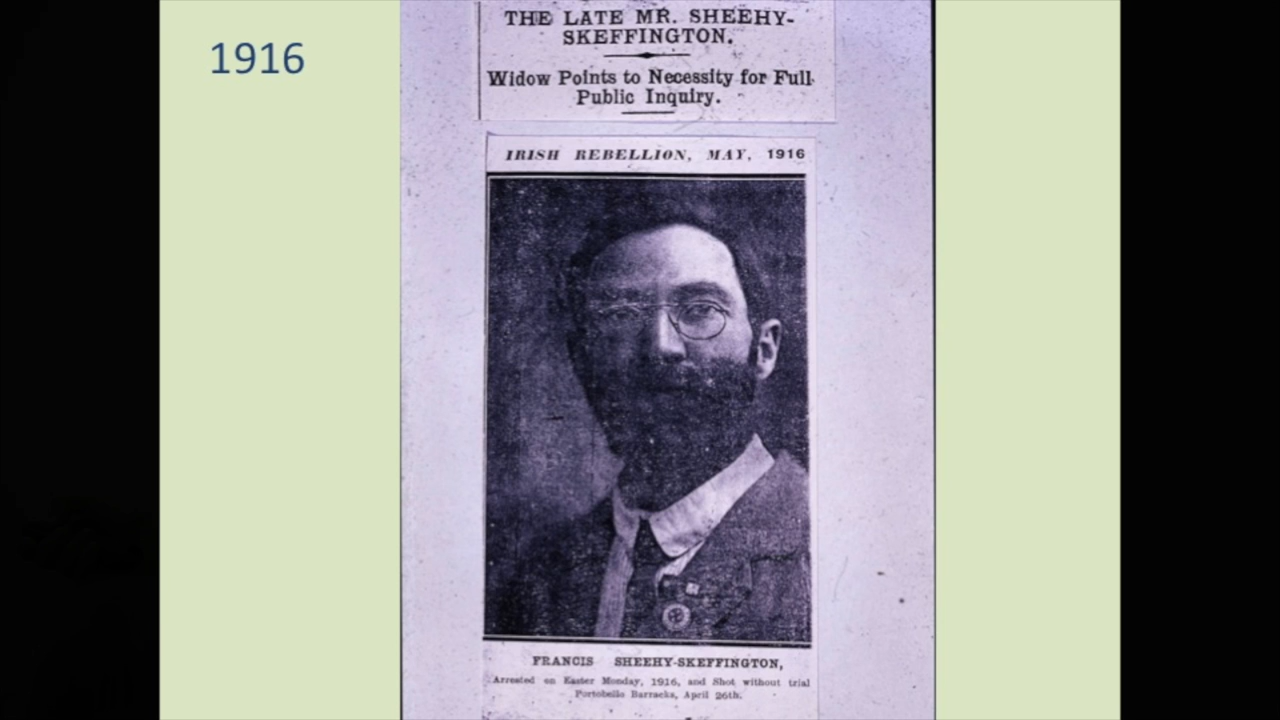 1916
THE LATE MR. SHEEHY-
SKEFFINGTON.
Widow Points to Necessity for Full
Public Inquiry.
IRISH REBELLION, MAY, 1916
FRANCIS SHEEHY-SKEFFINGTON,
Arrested on Easter Monday, 1916, and Shot without trial
Portobello Barracks, April 26th.